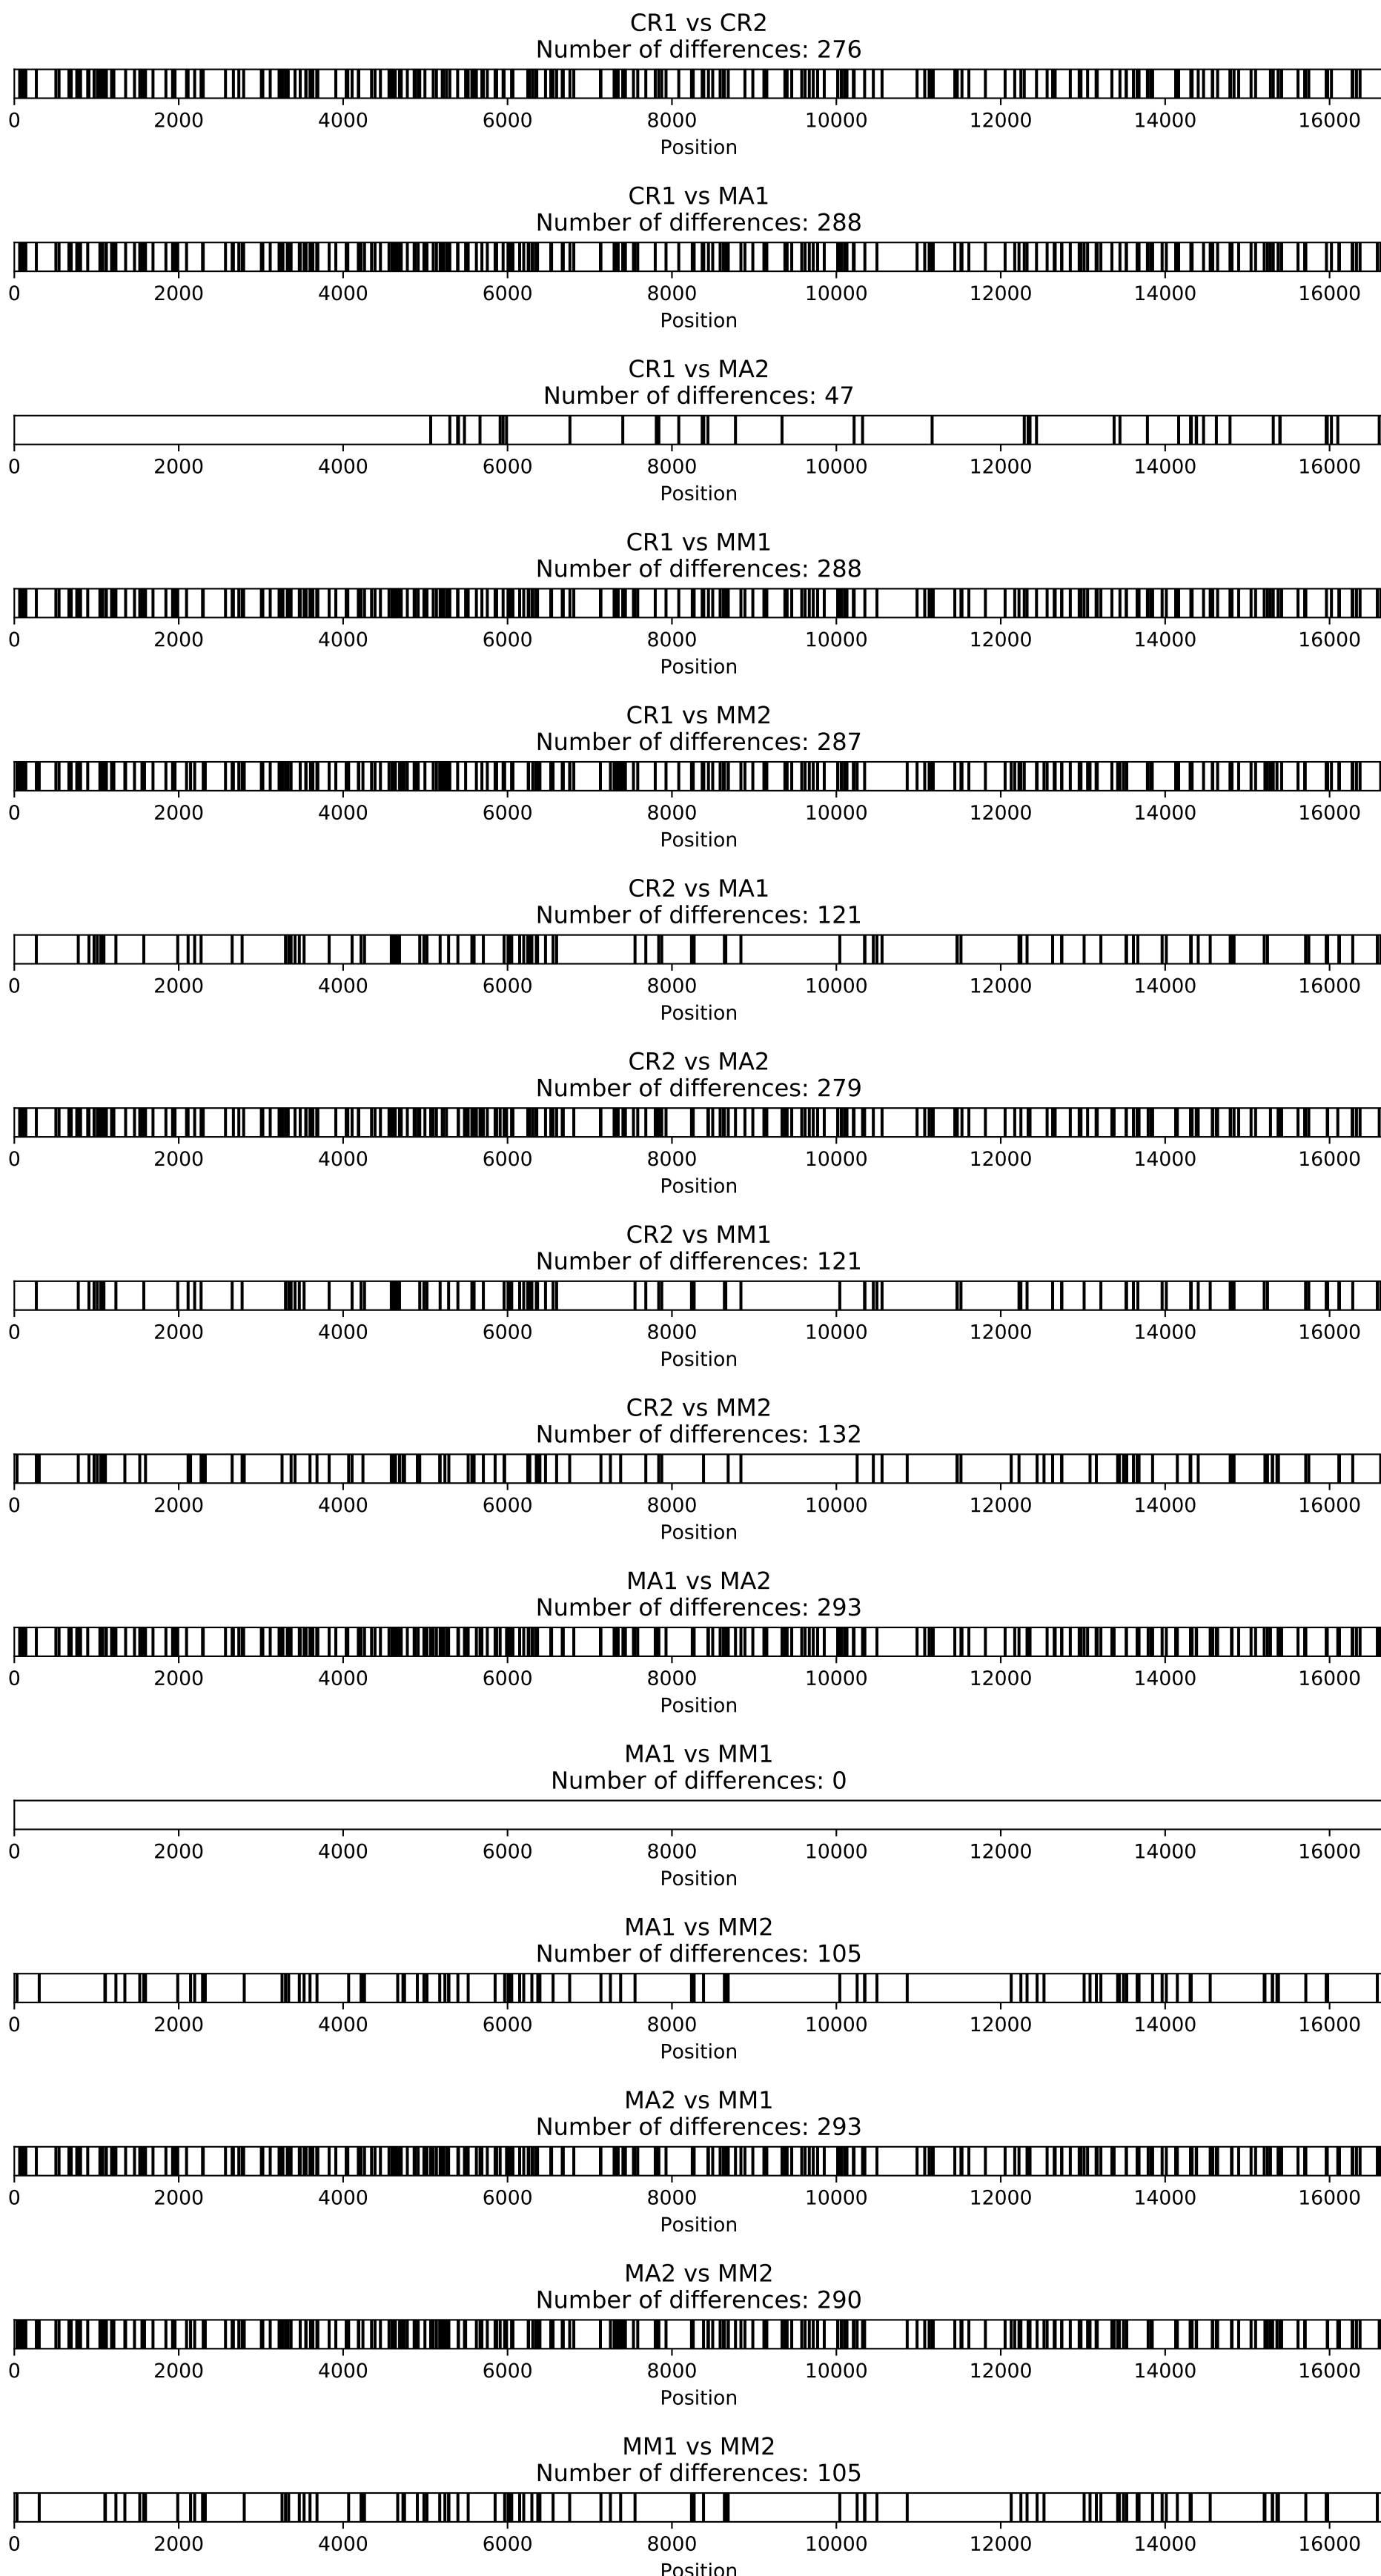 CR1 vs CR2
Number of differences: 276
0 2000 4000 6000 8000 10000 12000 14000 16000
Position
CR1 vs MA1
Number of differences: 288
0 2000 4000 6000 8000 10000 12000 14000 16000
Position
CR1 vs MA2
Number of differences: 47
0 2000 4000 6000 8000 10000 12000 14000 16000
Position
CR1 vs MM1
Number of differences: 288
0 2000 4000 6000 8000 10000 12000 14000 16000
Position
CR1 vs MM2
Number of differences: 287
0 2000 4000 6000 8000 10000 12000 14000 16000
Position
CR2 vs MA1
Number of differences: 121
0 2000 4000 6000 8000 10000 12000 14000 16000
Position
CR2 vs MA2
Number of differences: 279
0 2000 4000 6000 8000 10000 12000 14000 16000
Position
CR2 vs MM1
Number of differences: 121
0 2000 4000 6000 8000 10000 12000 14000 16000
Position
CR2 vs MM2
Number of differences: 132
0 2000 4000 6000 8000 10000 12000 14000 16000
Position
MA1 vs MA2
Number of differences: 293
0 2000 4000 6000 8000 10000 12000 14000 16000
Position
MA1 vs MM1
Number of differences: 0
0 2000 4000 6000 8000 10000 12000 14000 16000
Position
MA1 vs MM2
Number of differences: 105
0 2000 4000 6000 8000 10000 12000 14000 16000
Position
MA2 vs MM1
Number of differences: 293
0 2000 4000 6000 8000 10000 12000 14000 16000
Position
MA2 vs MM2
Number of differences: 290
0 2000 4000 6000 8000 10000 12000 14000 16000
Position
MM1 vs MM2
Number of differences: 105
0 2000 4000 6000 8000 10000 12000 14000 16000
Position